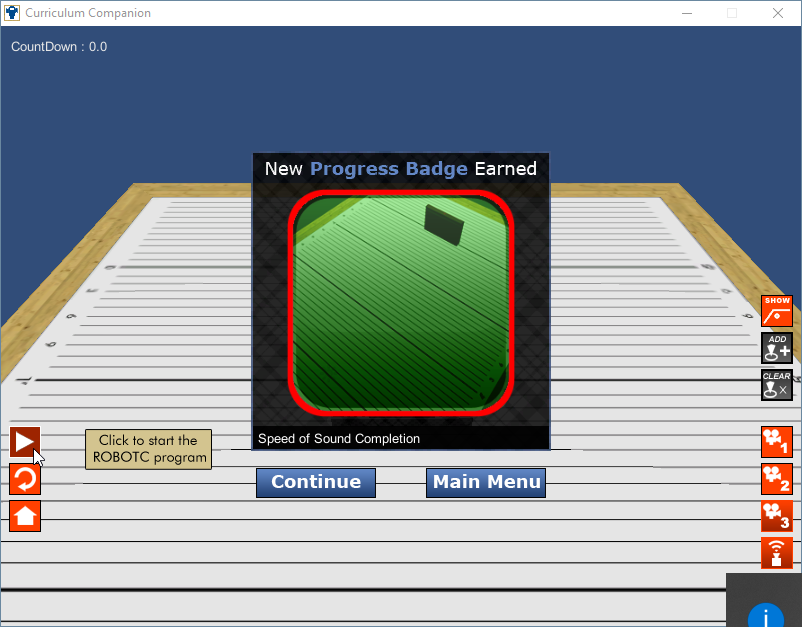 Curriculum Companion
CountDown : 0.0
New Progress Badge Earned
SHOW
ADD
CLEAR
Click to start the
ROBOTC program
Speed of Sound Completion
1
Continue
Main Menu
2
3
i